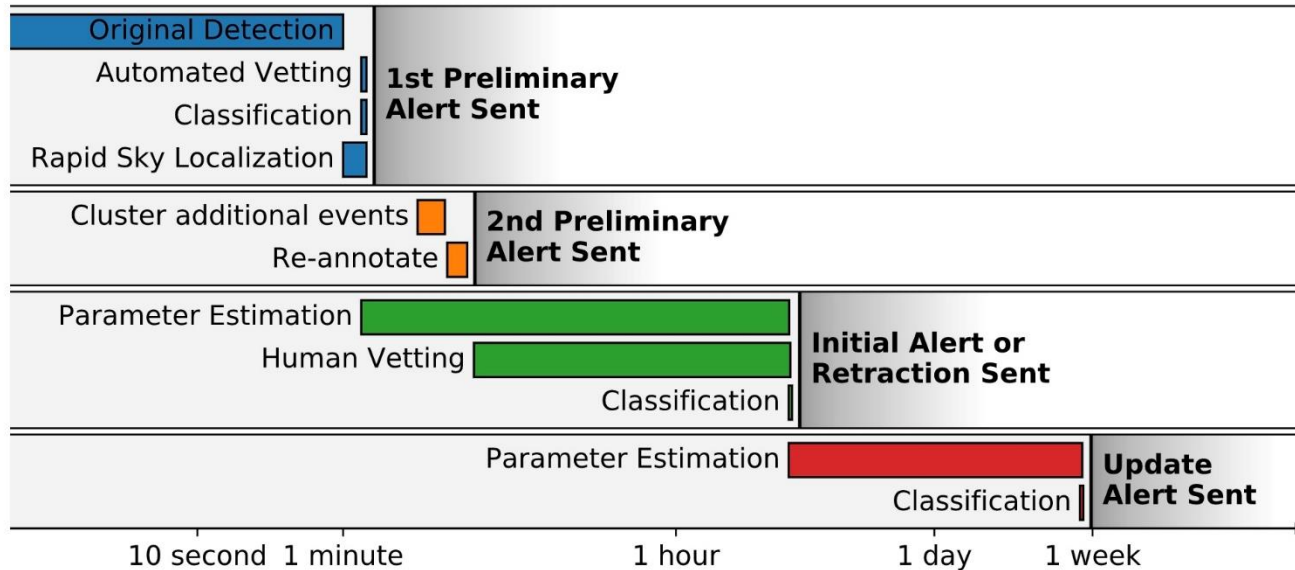 Original Detection
Automated Vetting
Classification
Rapid Sky Localization
1st Preliminary
Alert Sent
Cluster additional events
Re-annotate
2nd Preliminary
Alert Sent
Parameter Estimation
Human Vetting
Classification
Initial Alert or
Retraction Sent
Parameter Estimation
Classification
Update
Alert Sent
10 second 1 minute 1 hour 1 day 1 week